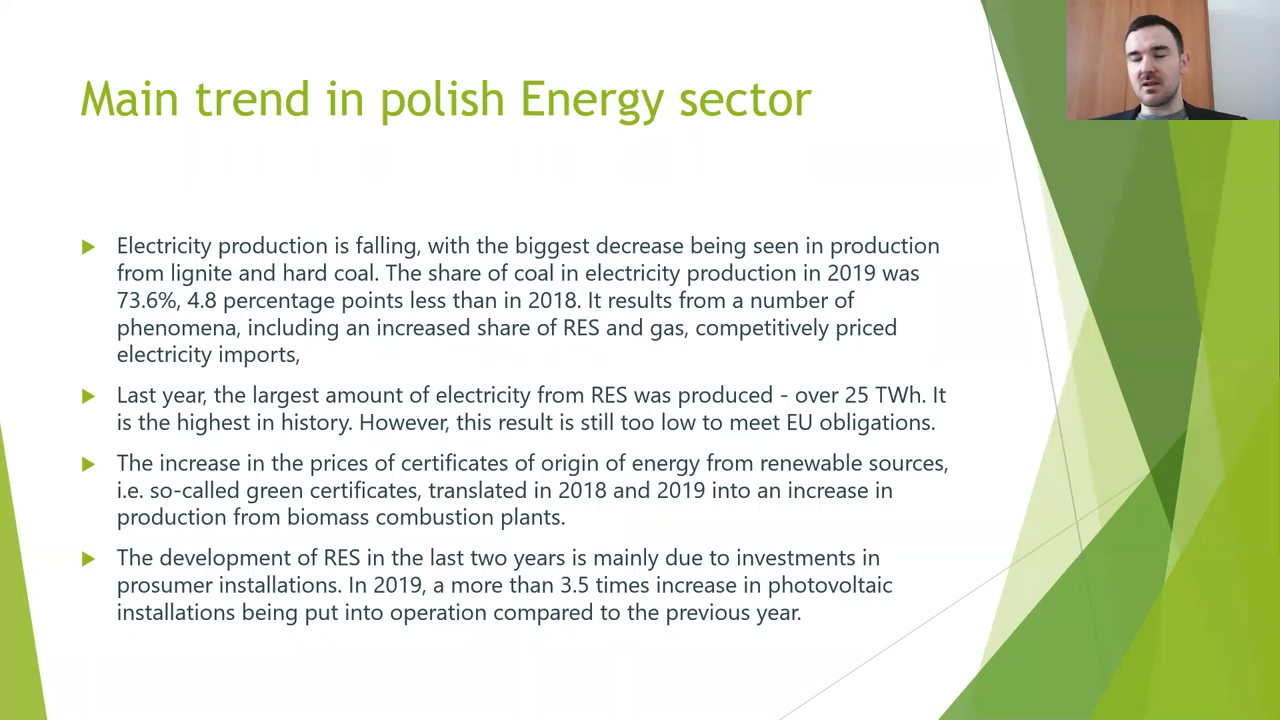 Main trend in polish Energy sector
Electricity production is falling, with the biggest decrease being seen in production
from lignite and hard coal. The share of coal in electricity production in 2019 was
73.6%, 4.8 percentage points less than in 2018. It results from a number of
phenomena, including an increased share of RES and gas, competitively priced
electricity imports,
Last year, the largest amount of electricity from RES was produced - over 25 TWh. It
is the highest in history. However, this result is still too low to meet EU obligations.
The increase in the prices of certificates of origin of energy from renewable sources,
i.e. so-called green certificates, translated in 2018 and 2019 into an increase in
production from biomass combustion plants.
The development of RES in the last two years is mainly due to investments in
prosumer installations. In 2019, a more than 3.5 times increase in photovoltaic
installations being put into operation compared to the previous year.